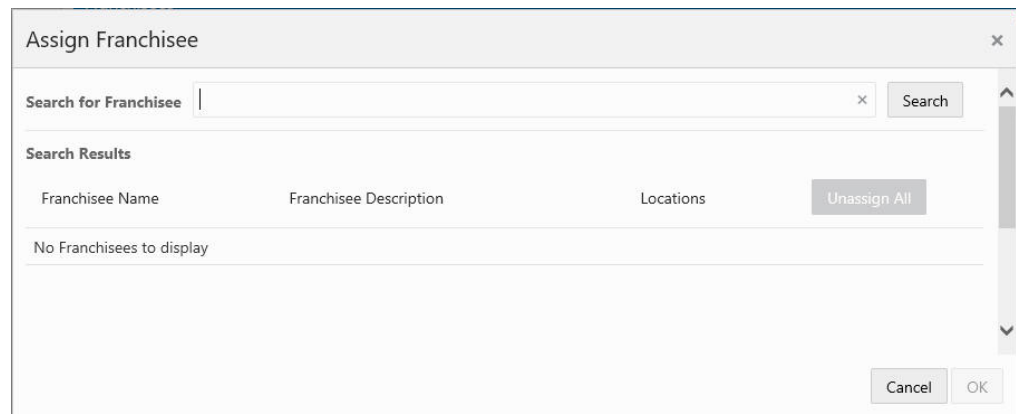 Assign Franchisee
Search for Franchisee Search
Search Results
Franchisee Name Franchisee Description Locations Unassign All
No Franchisees to display
Cancel OK